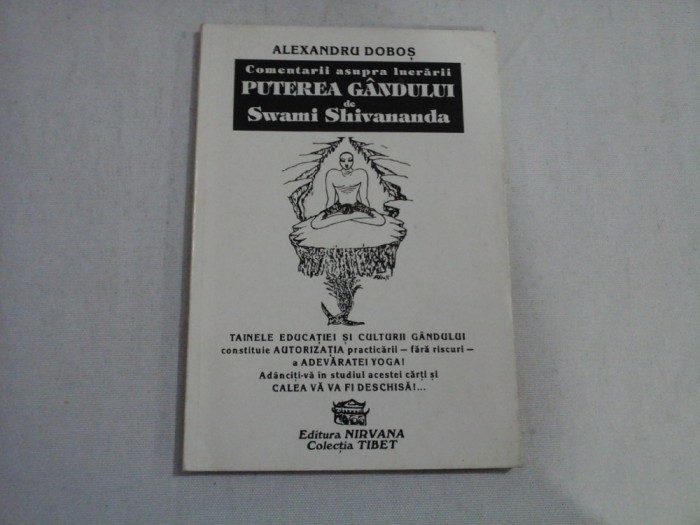 ALEXANDRU DOBOȘ
Comentarii asupra lucrării
PUTEREA GÂNDULUI
de
Swami Shivananda
TAINELE EDUCAȚIEI ȘI CULTURII GÂNDULUI
constituie AUTORIZAȚIA practicării – fără riscuri –
a ADEVĂRATEI YOGA!
Adânciți-vă în studiul acestei cărți și
CALEA VĂ VA FI DESCHISĂ!...
Editura NIRVANA
Colecția TIBET